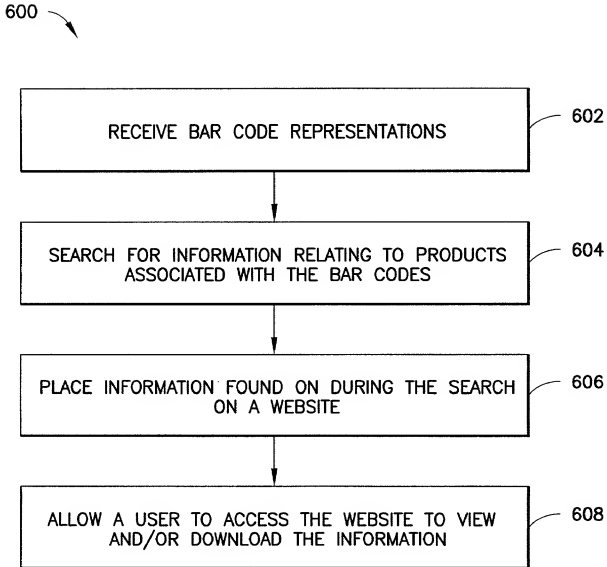 600
RECEIVE BAR CODE REPRESENTATIONS
602
SEARCH FOR INFORMATION RELATING TO PRODUCTS
ASSOCIATED WITH THE BAR CODES
604
PLACE INFORMATION FOUND ON DURING THE SEARCH
ON A WEBSITE
606
ALLOW A USER TO ACCESS THE WEBSITE TO VIEW
AND/OR DOWNLOAD THE INFORMATION
608